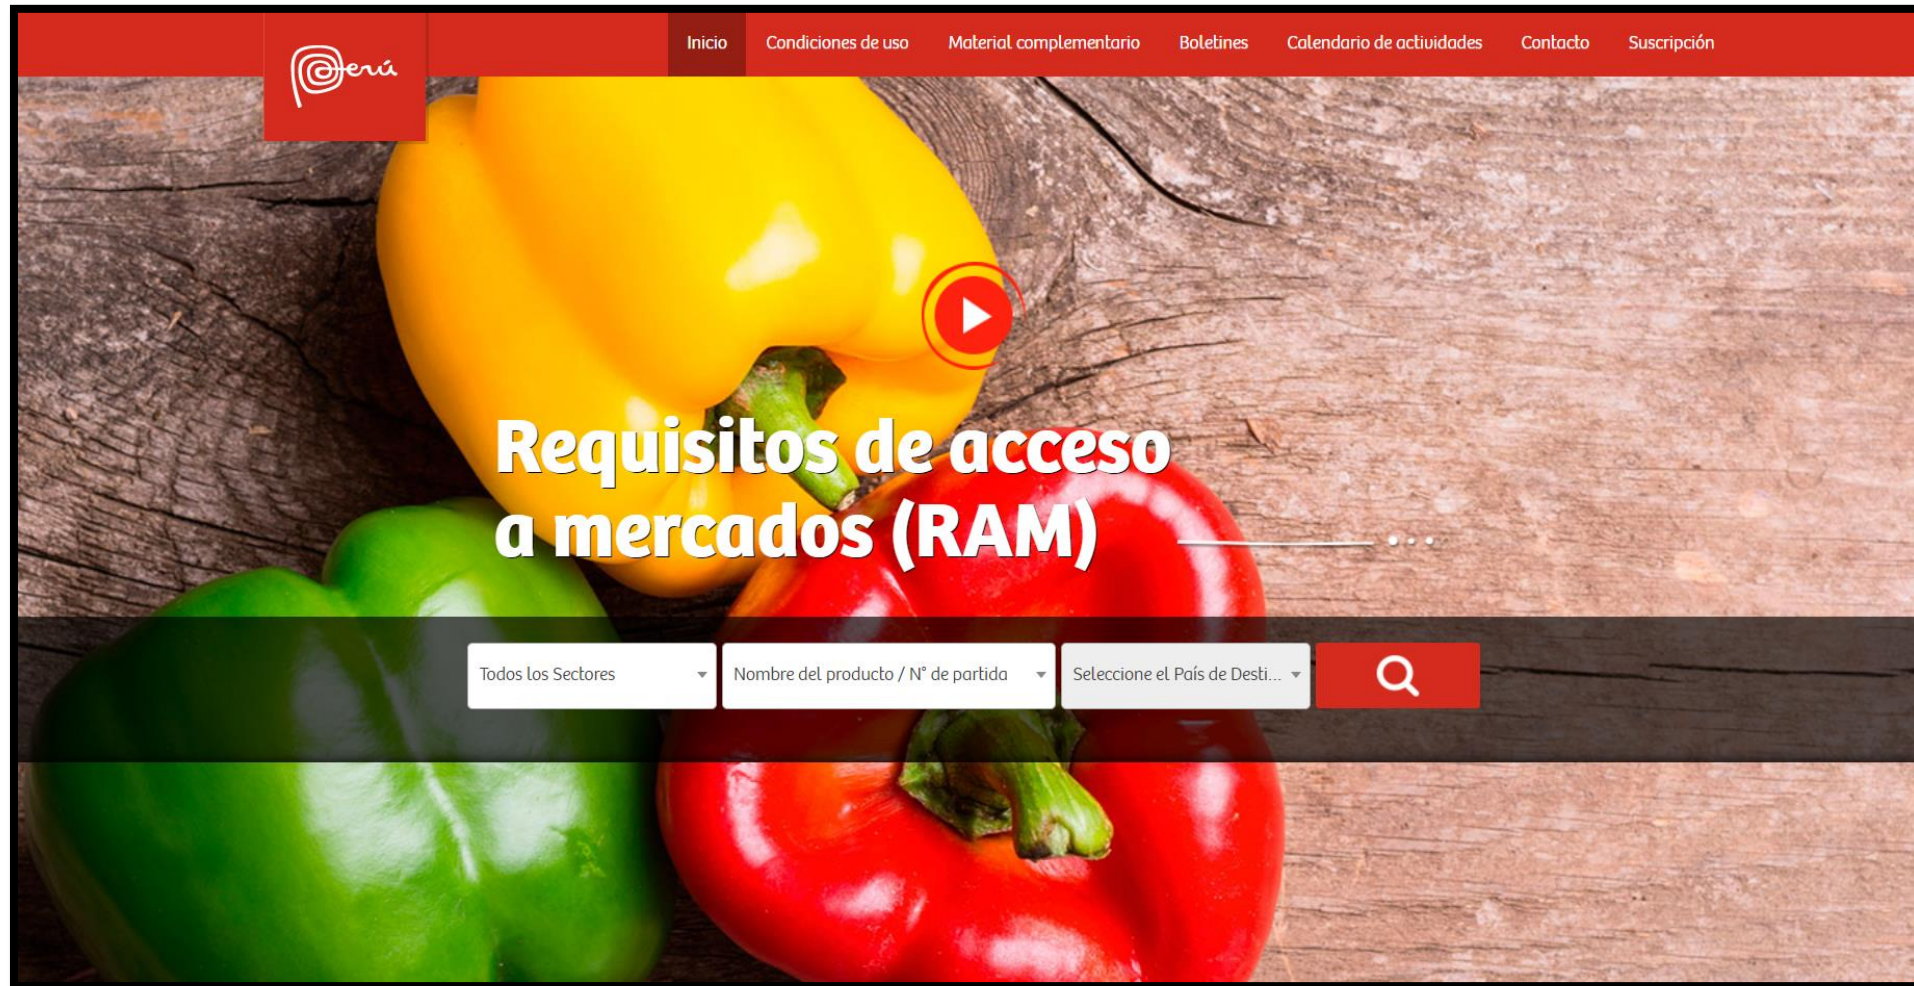 Perú
Inicio Condiciones de uso Material complementario Boletines Calendario de actividades Contacto Suscripción
Requisitos de acceso
a mercados (RAM)
Todos los Sectores Nombre del producto / N° de partida Seleccione el País de Desti...